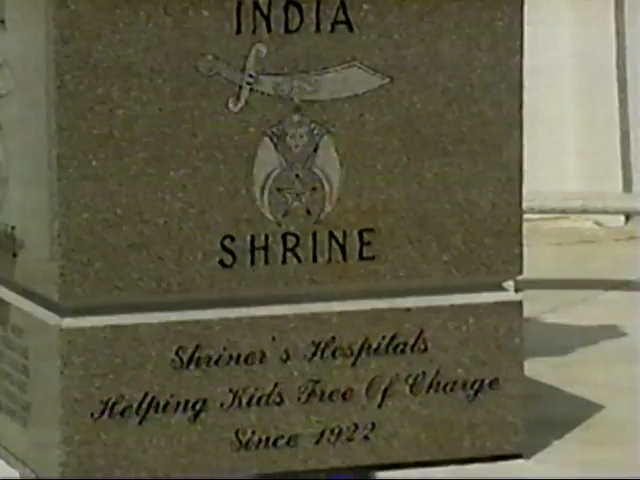 INDIA
SHRINE
Shriner's Hospitals
Helping Kids Free Of Charge
Since 1922